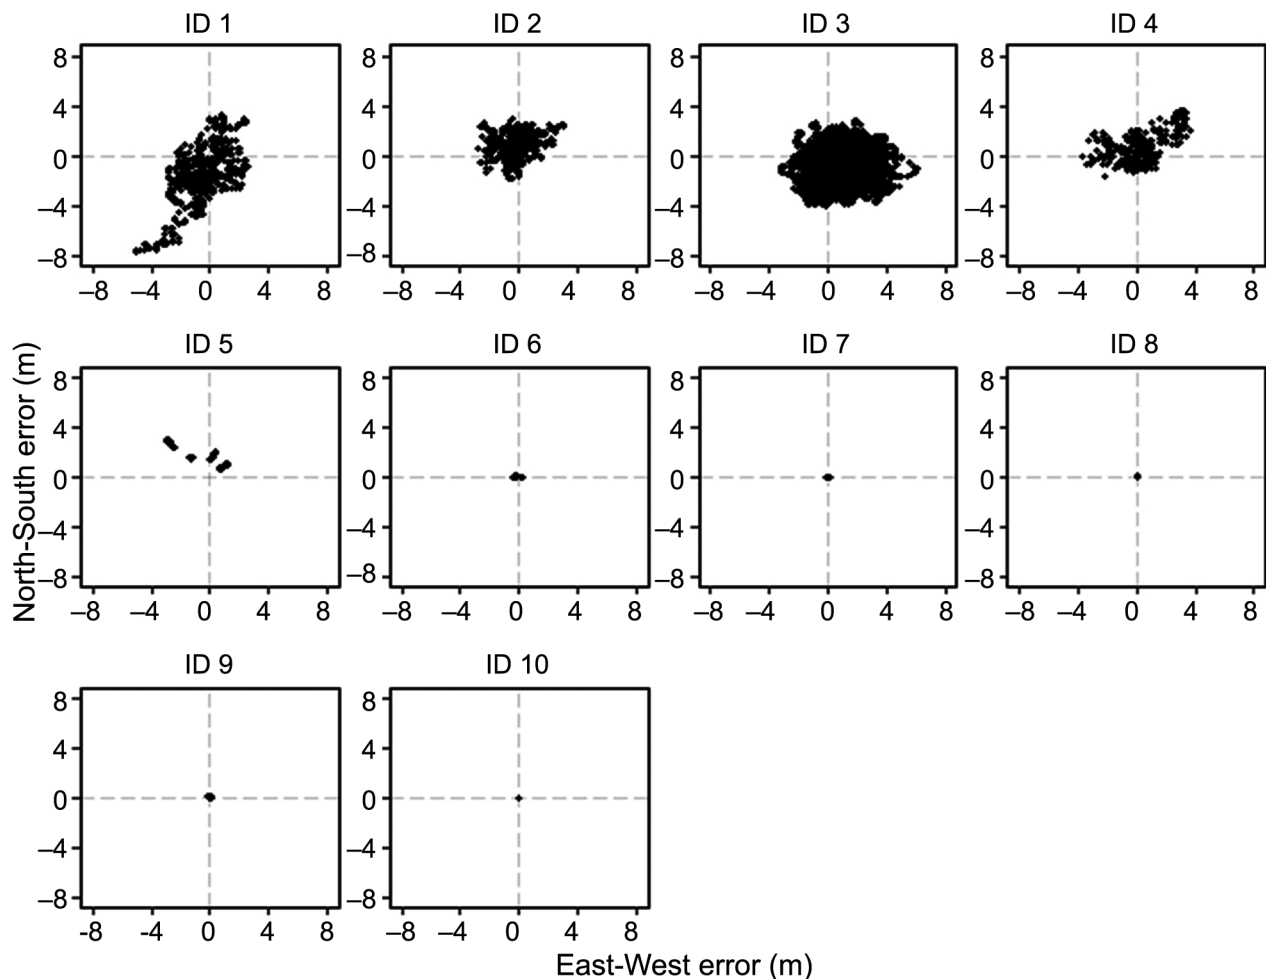 ID 1 ID 2 ID 3 ID 4
8 8 8 8
4 4 4 4
0 0 0 0
–4 –4 –4 –4
–8 –8 –8 –8
–8 –4 0 4 8 –8 –4 0 4 8 –8 –4 0 4 8 –8 –4 0 4 8
North-South error (m)
ID 5 ID 6 ID 7 ID 8
8 8 8 8
4 4 4 4
0 0 0 0
–4 –4 –4 –4
–8 –8 –8 –8
–8 –4 0 4 8 –8 –4 0 4 8 –8 –4 0 4 8 –8 –4 0 4 8
ID 9 ID 10
8 8
4 4
0 0
–4 –4
–8 –8
-8 -4 0 4 8 –8 –4 0 4 8
East-West error (m)